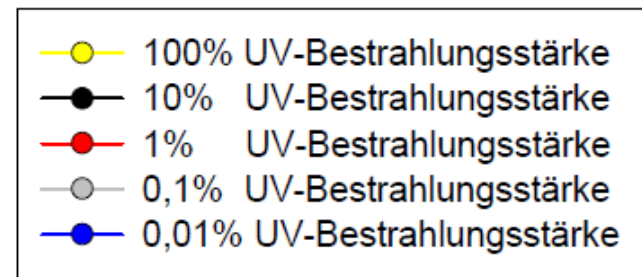 100% UV-Bestrahlungsstärke
10% UV-Bestrahlungsstärke
1% UV-Bestrahlungsstärke
0,1% UV-Bestrahlungsstärke
0,01% UV-Bestrahlungsstärke